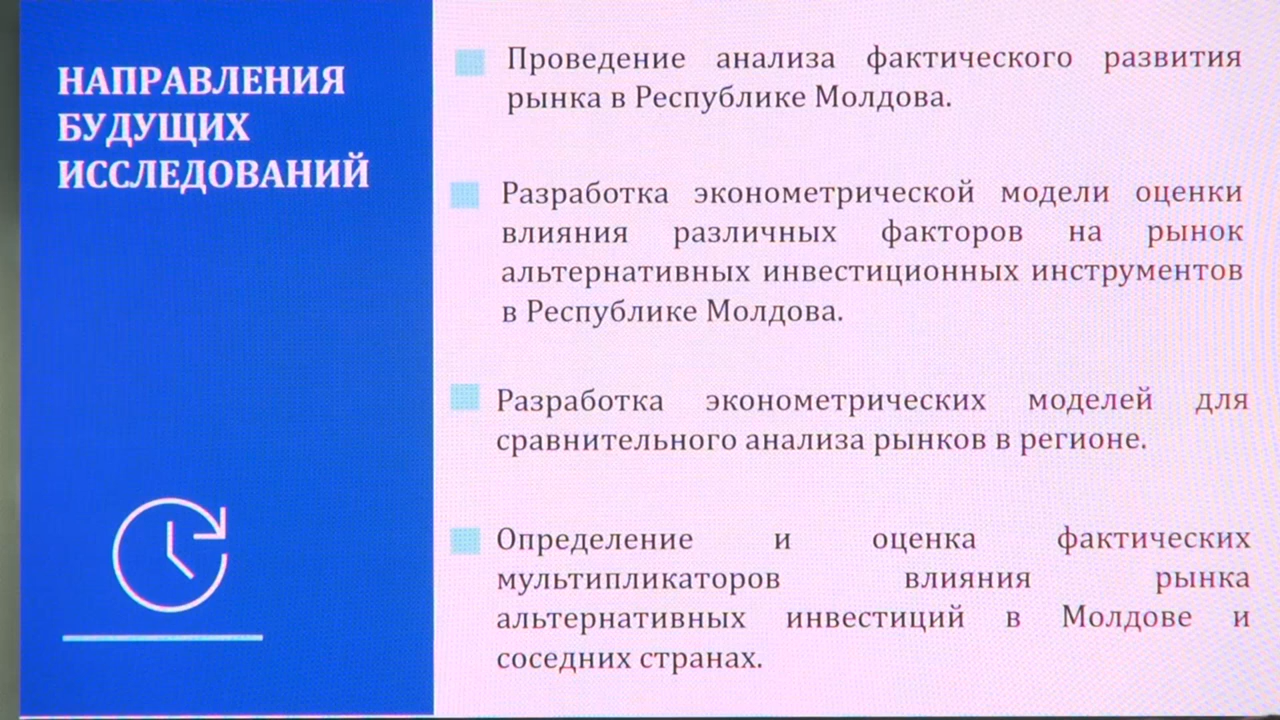 НАПРАВЛЕНИЯ
БУДУЩИХ
ИССЛЕДОВАНИЙ
Проведение анализа фактического развития
рынка в Республике Молдова.
Разработка эконометрической модели оценки
влияния различных факторов на рынок
альтернативных инвестиционных инструментов
в Республике Молдова.
Разработка эконометрических моделей для
сравнительного анализа рынков в регионе.
Определение и оценка фактических
мультипликаторов влияния рынка
альтернативных инвестиций в Молдове и
соседних странах.